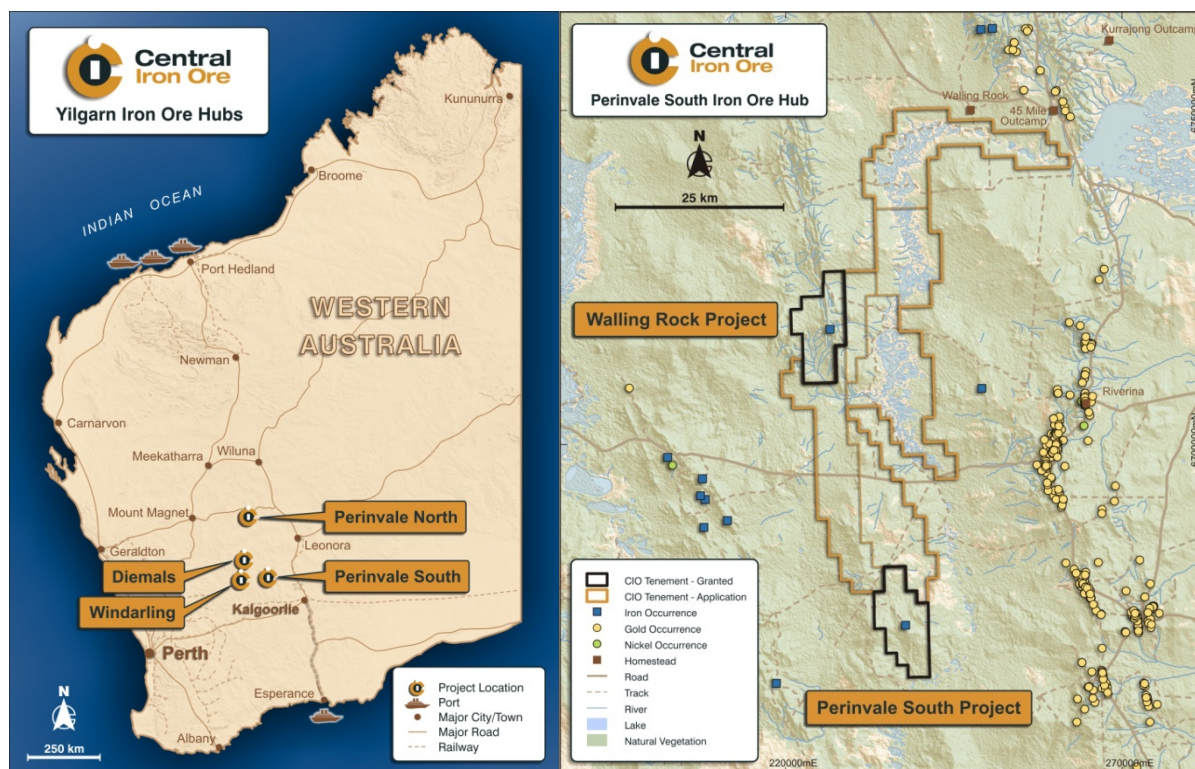 Central
Iron Ore
Yilgarn Iron Ore Hubs
Kununurra
Broome
INDIAN OCEAN
Port Hedland
WESTERN
AUSTRALIA
Newman
Carnarvon
Meekatharra
Wiluna
Mount Magnet
Perinvale North
Geraldton
Leonora
Diemals
Perinvale South
Windarling
Kalgoorlie
Perth
Esperance
Albany
N
250 km
Project Location
Port
Major City/Town
Major Road
Railway
Central
Iron Ore
Perinvale South Iron Ore Hub
Kurrajong Outcamp
Walling Rock
45 Mile
Outcamp
6750000mN
N
25 km
Walling Rock Project
Riverina
6700000mN
CIO Tenement - Granted
CIO Tenement - Application
Iron Occurrence
Gold Occurrence
Nickel Occurrence
Homestead
Road
Track
River
Lake
Natural Vegetation
Perinvale South Project
220000mE
270000mE